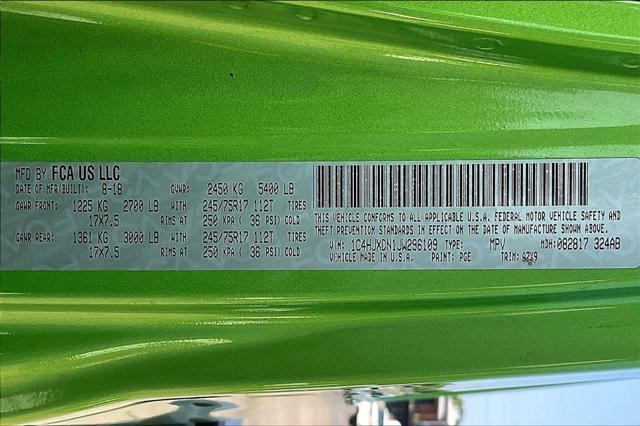 MFD BY FCA US LLC
DATE OF MFR(BUILT): 8-18 GVWR: 2450 KG 5400 LB
GAWR FRONT: 1225 KG 2700 LB WITH 245/75R17 112T TIRES
17X7.5 RIMS AT 250 KPA ( 36 PSI) COLD
GAWR REAR: 1361 KG 3000 LB WITH 245/75R17 112T TIRES
17X7.5 RIMS AT 250 KPA ( 36 PSI) COLD
THIS VEHICLE CONFORMS TO ALL APPLICABLE U.S.A. FEDERAL MOTOR VEHICLE SAFETY AND
THEFT PREVENTION STANDARDS IN EFFECT ON THE DATE OF MANUFACTURE SHOWN ABOVE.
VIN: 1C4HJXDN1JW296109 TYPE: MPV MDH: 082817 324AB
VEHICLE MADE IN U.S.A. PAINT: PGE TRIM: